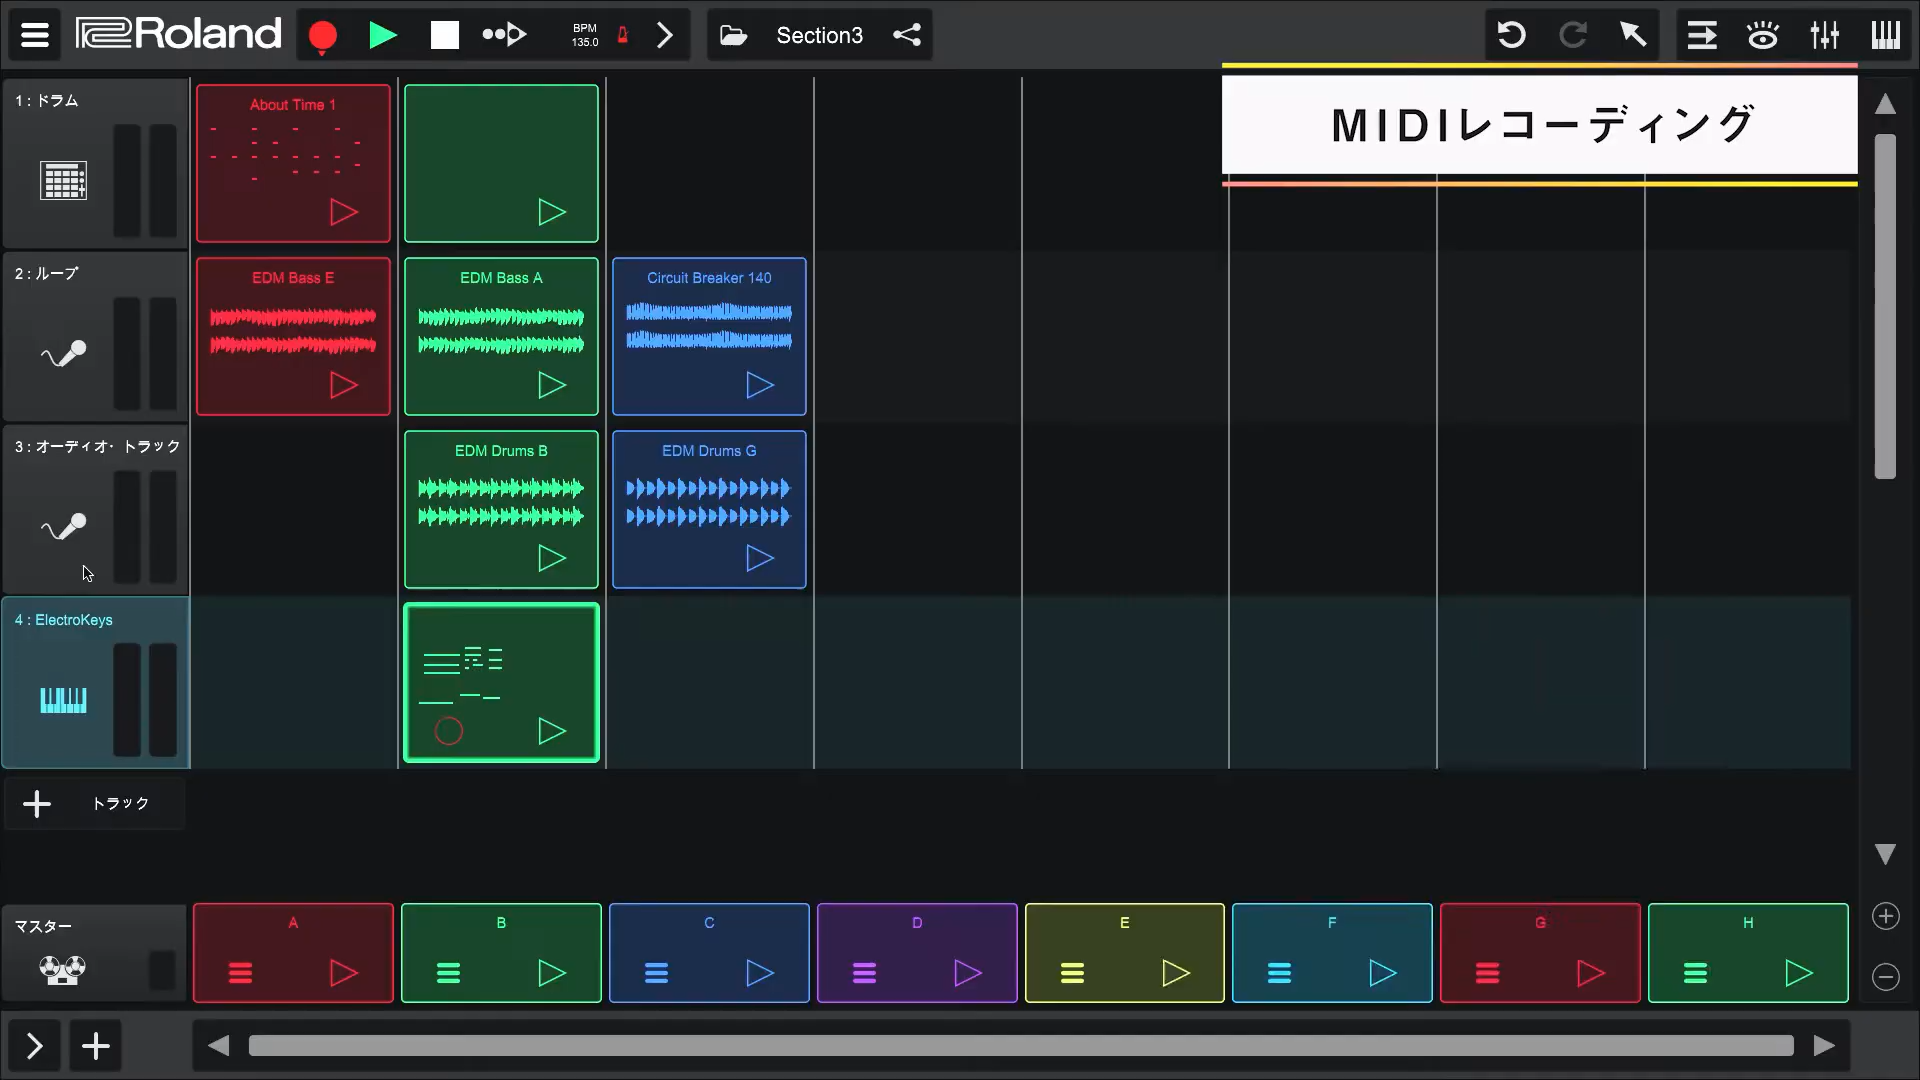 Roland
BPM
135.0
Section3
MIDIレコーディング
1 : ドラム
About Time 1
2 : ループ
EDM Bass E
EDM Bass A
Circuit Breaker 140
3 : オーディオ・トラック
EDM Drums B
EDM Drums G
4 : ElectroKeys
トラック
マスター
A
B
C
D
E
F
G
H